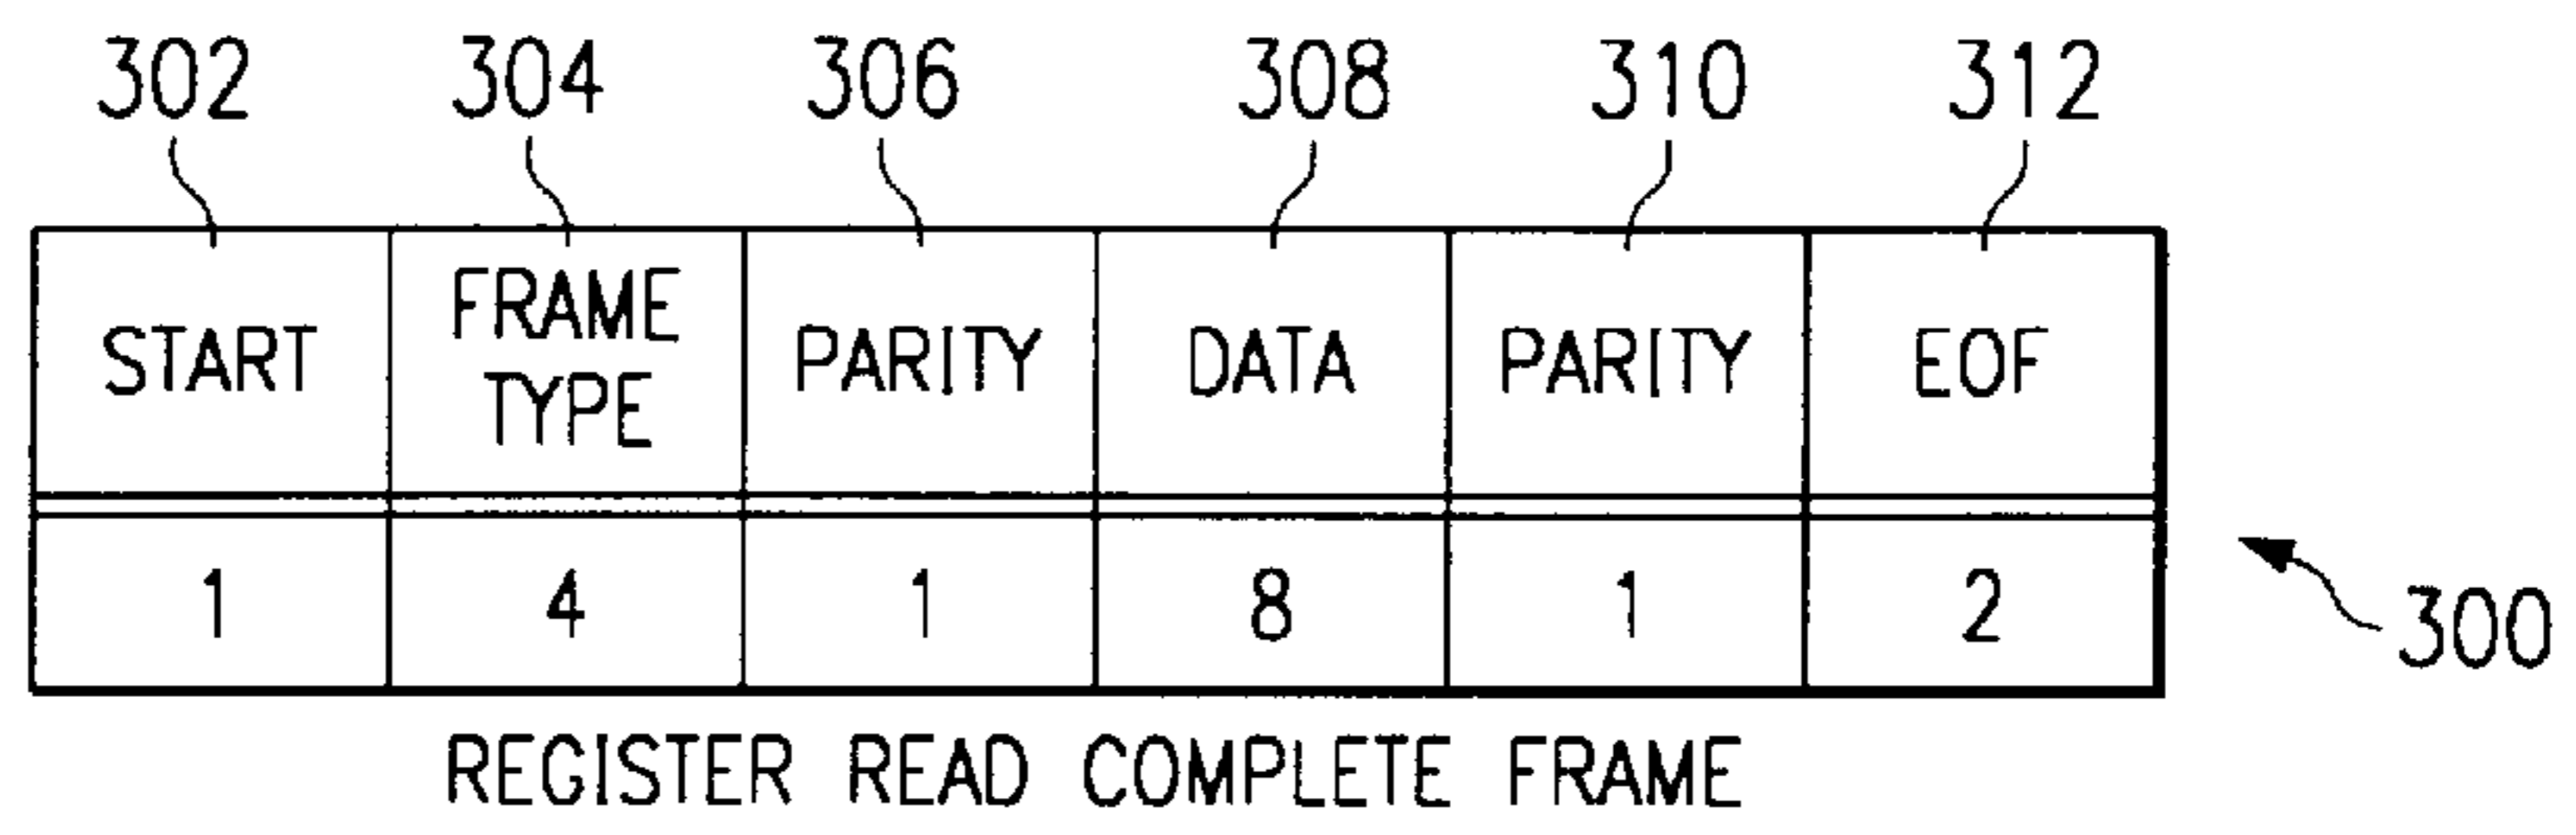 302 304 306 308 310 312
START FRAME TYPE PARITY DATA PARITY EOF
1 4 1 8 1 2
300
REGISTER READ COMPLETE FRAME